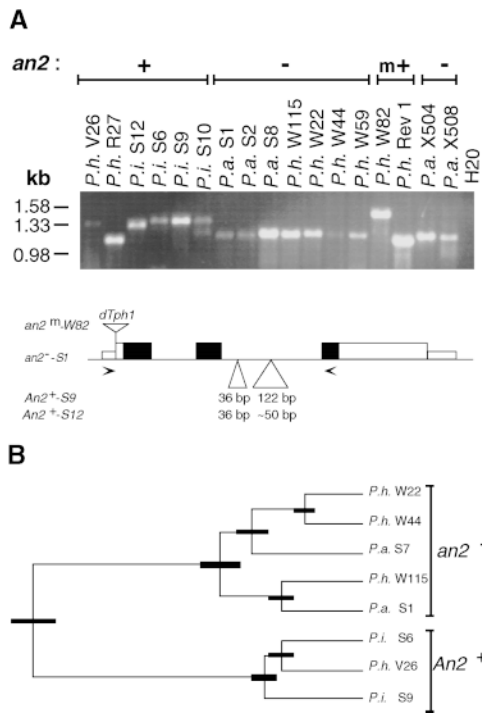 A
an2 : + - m + -
P.h. V26
P.h. R27
P.i. S12
P.i. S6
P.i. S9
P.i. S10
P.a. S1
P.a. S2
P.a. S8
P.h. W115
P.h. W22
P.h. W44
P.h. W59
P.h. W82
P.h. Rev 1
P.a. X504
P.a. X508
H20
kb
1.58
1.33
0.98
dTph1
an2 m-W82
an2 - -S1
36 bp 122 bp
An2 + -S9
36 bp ~50 bp
An2 + -S12
B
P.h. W22
P.h. W44
P.a. S7
P.h. W115
P.a. S1
an2 -
P.i. S6
P.h. V26
P.i. S9
An2 +